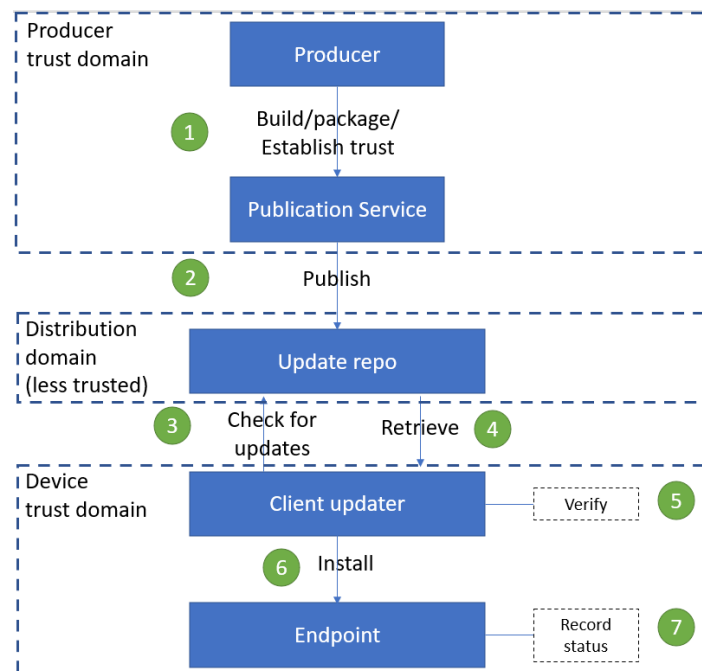 Producer
trust domain
Producer
1
Build/package/
Establish trust
Publication Service
2
Publish
Distribution
domain
(less trusted)
Update repo
3
Check for
updates
Retrieve
4
Device
trust domain
Client updater
Verify
5
6
Install
Endpoint
Record
status
7